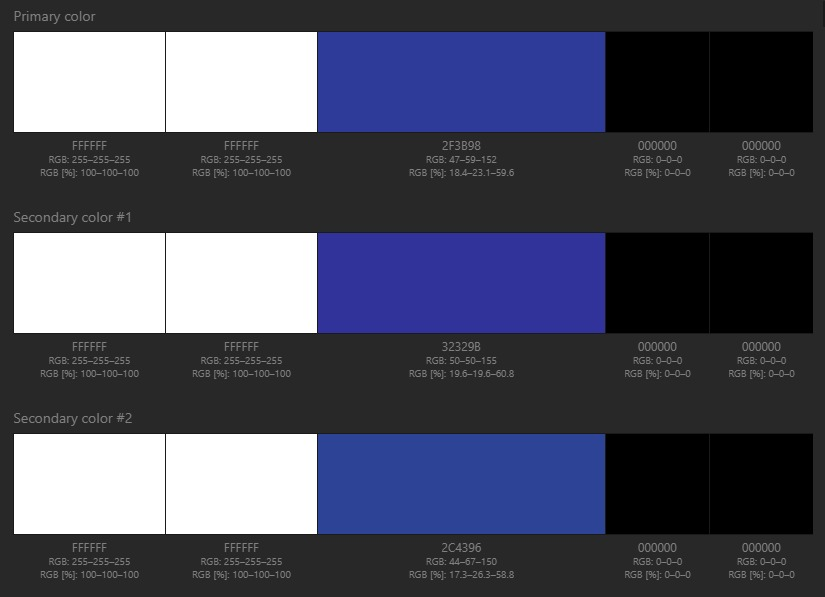 Primary color
FFFFFF
RGB: 255–255–255
RGB [%]: 100–100–100
FFFFFF
RGB: 255–255–255
RGB [%]: 100–100–100
2F3B98
RGB: 47–59–152
RGB [%]: 18.4–23.1–59.6
000000
RGB: 0–0–0
RGB [%]: 0–0–0
000000
RGB: 0–0–0
RGB [%]: 0–0–0
Secondary color #1
FFFFFF
RGB: 255–255–255
RGB [%]: 100–100–100
FFFFFF
RGB: 255–255–255
RGB [%]: 100–100–100
32329B
RGB: 50–50–155
RGB [%]: 19.6–19.6–60.8
000000
RGB: 0–0–0
RGB [%]: 0–0–0
000000
RGB: 0–0–0
RGB [%]: 0–0–0
Secondary color #2
FFFFFF
RGB: 255–255–255
RGB [%]: 100–100–100
FFFFFF
RGB: 255–255–255
RGB [%]: 100–100–100
2C4396
RGB: 44–67–150
RGB [%]: 17.3–26.3–58.8
000000
RGB: 0–0–0
RGB [%]: 0–0–0
000000
RGB: 0–0–0
RGB [%]: 0–0–0